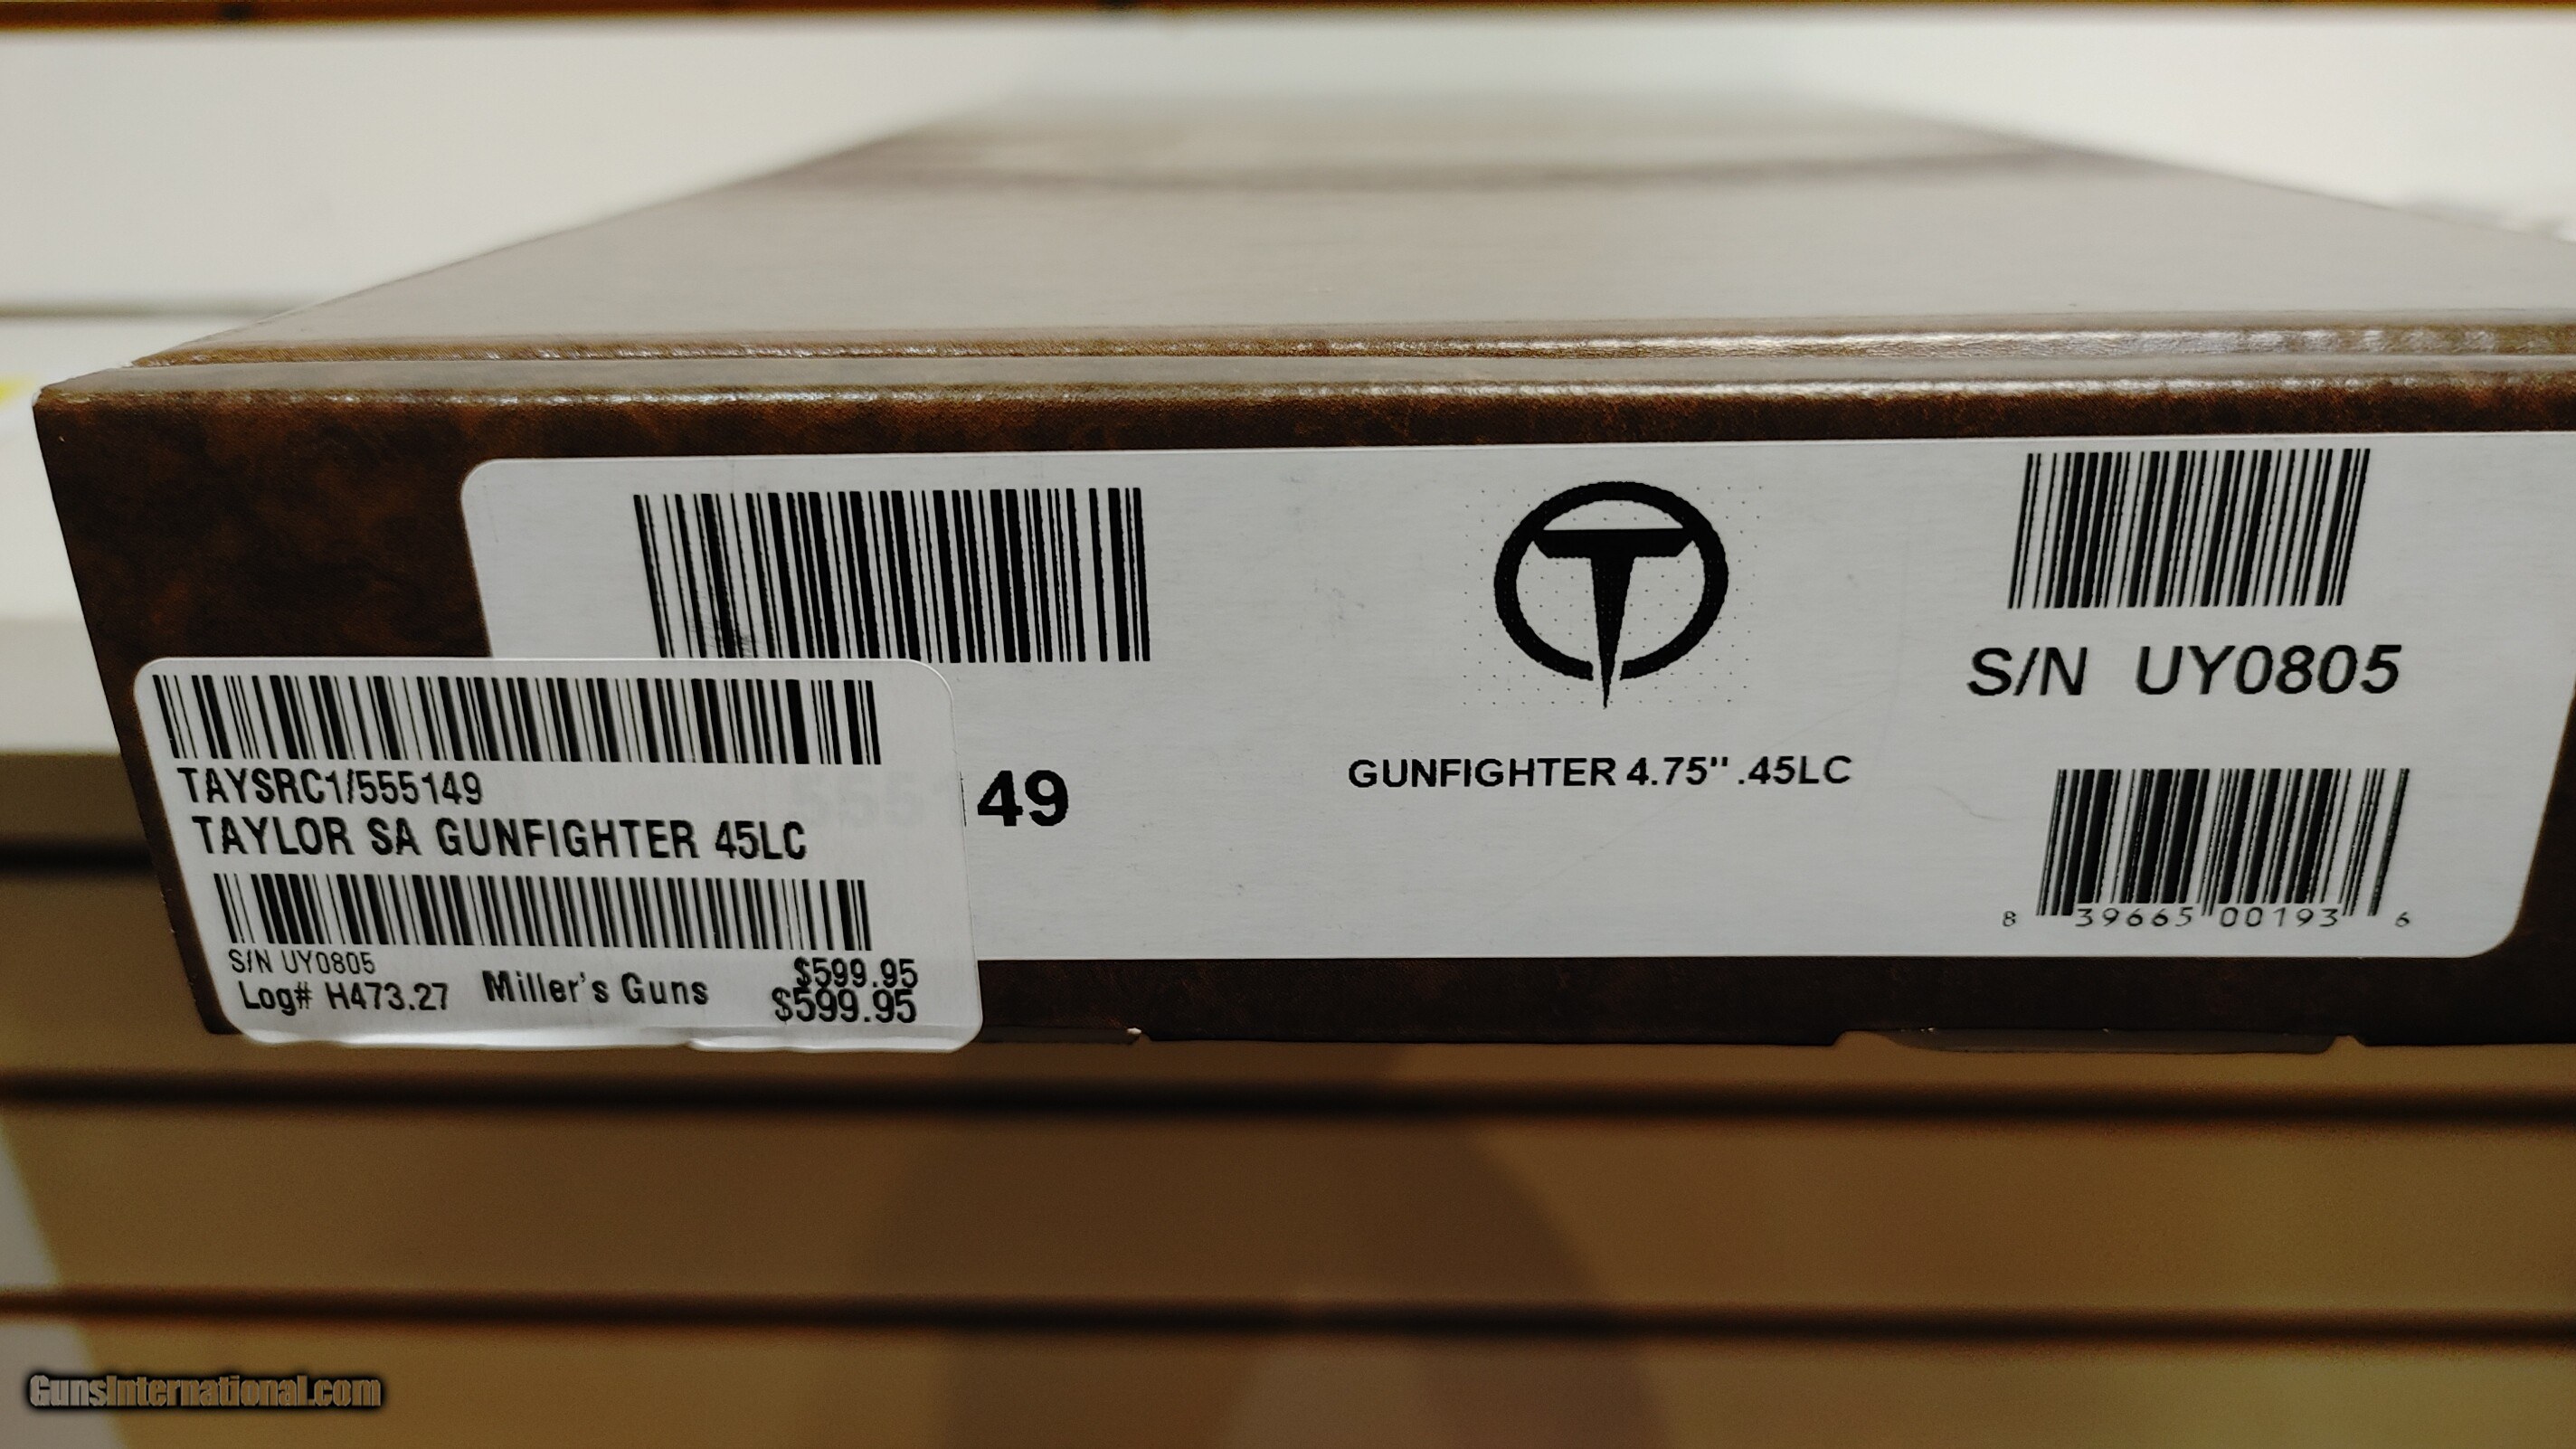 S/N UY0805
GUNFIGHTER 4.75" .45LC
49
8 39665 00193 6
TAYSRC1/555149
TAYLOR SA GUNFIGHTER 45LC
S/N UY0805
$599.95
Log# H473.27 Miller's Guns $599.95
GunsInternational.com